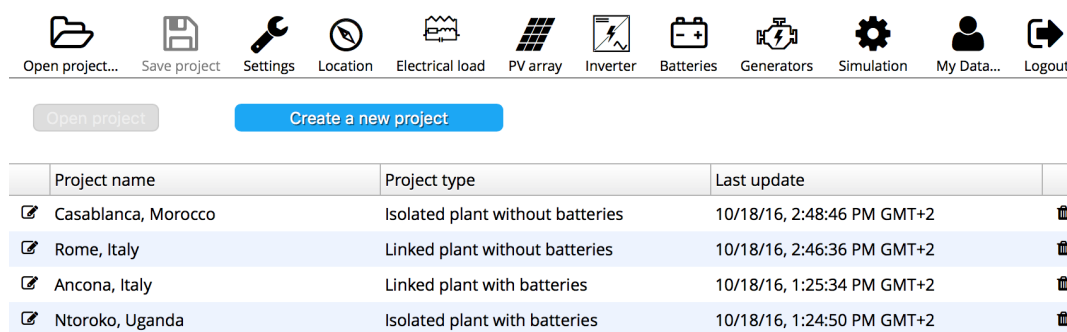 Open project... Save project Settings Location Electrical load PV array Inverter Batteries Generators Simulation My Data... Logout
Open project Create a new project
Project name Project type Last update
Casablanca, Morocco Isolated plant without batteries 10/18/16, 2:48:46 PM GMT+2
Rome, Italy Linked plant without batteries 10/18/16, 2:46:36 PM GMT+2
Ancona, Italy Linked plant with batteries 10/18/16, 1:25:34 PM GMT+2
Ntoroko, Uganda Isolated plant with batteries 10/18/16, 1:24:50 PM GMT+2